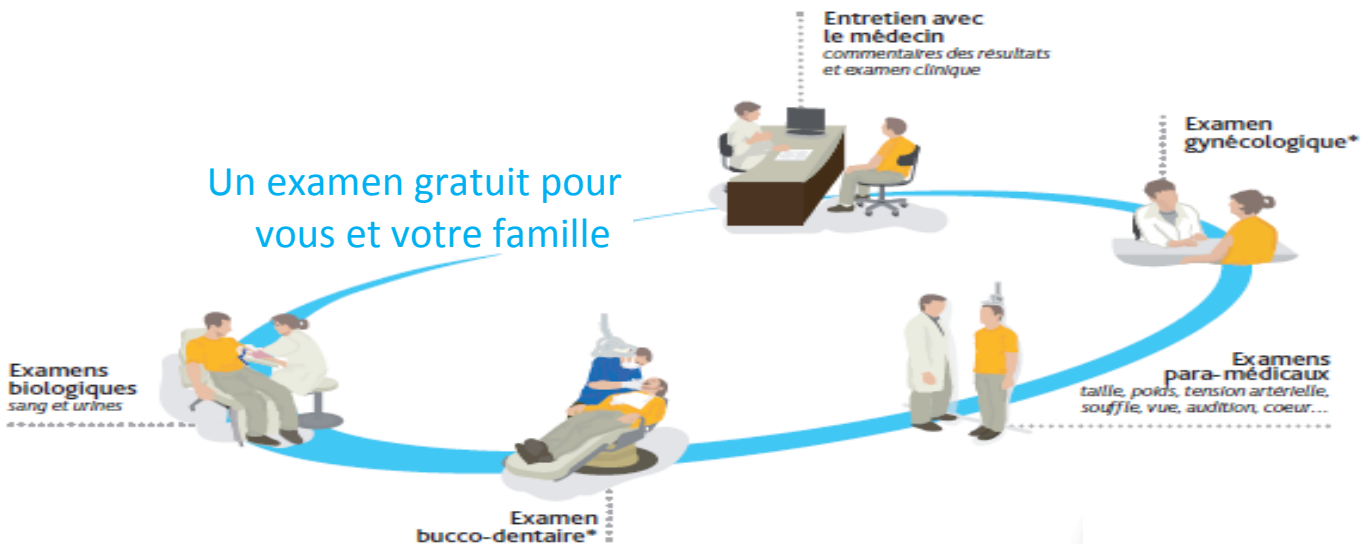 Entretien avec
le médecin
commentaires des résultats
et examen clinique
Examen
gynécologique*
Un examen gratuit pour
vous et votre famille
Examens
biologiques
sang et urines
Examens
para-médicaux
taille, poids, tension artérielle,
souffle, vue, audition, coeur...
Examen
bucco-dentaire*